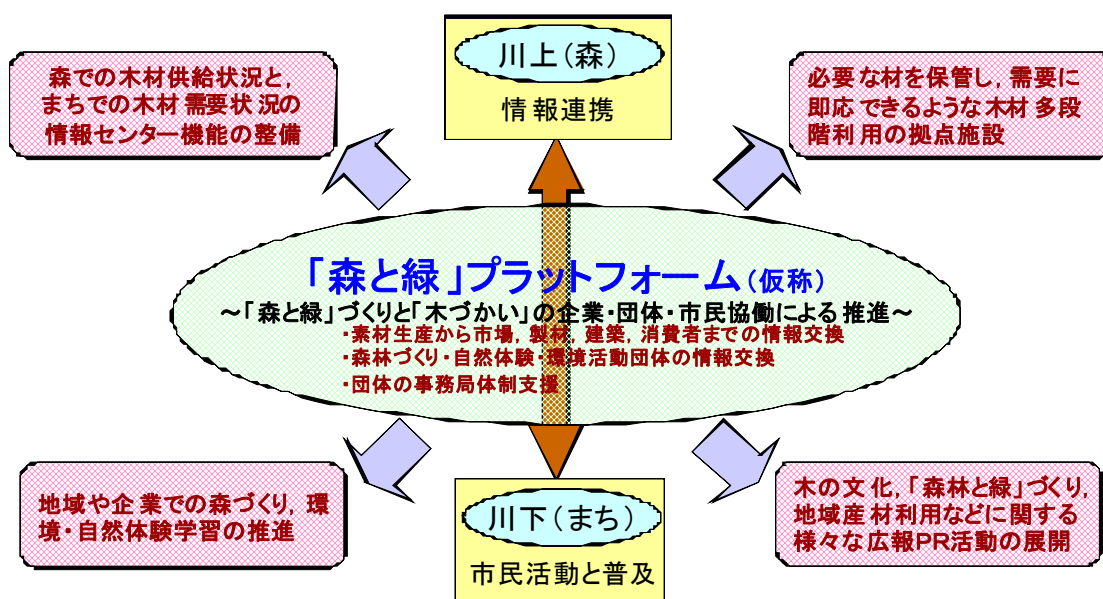 川上（森）
情報連携
森での木材供給状況と，
まちでの木材需要状況の
情報センター機能の整備
必要な材を保管し，需要に
即応できるような木材多段
階利用の拠点施設
「森と緑」プラットフォーム（仮称）
～「森と緑」づくりと「木づかい」の企業・団体・市民協働による推進～
・素材生産から市場，製材，建築，消費者までの情報交換
・森林づくり・自然体験・環境活動団体の情報交換
・団体の事務局体制支援
地域や企業での森づくり，環
境・自然体験学習の推進
川下（まち）
市民活動と普及
木の文化，「森林と緑」づくり，
地域産材利用などに関する
様々な広報PR活動の展開